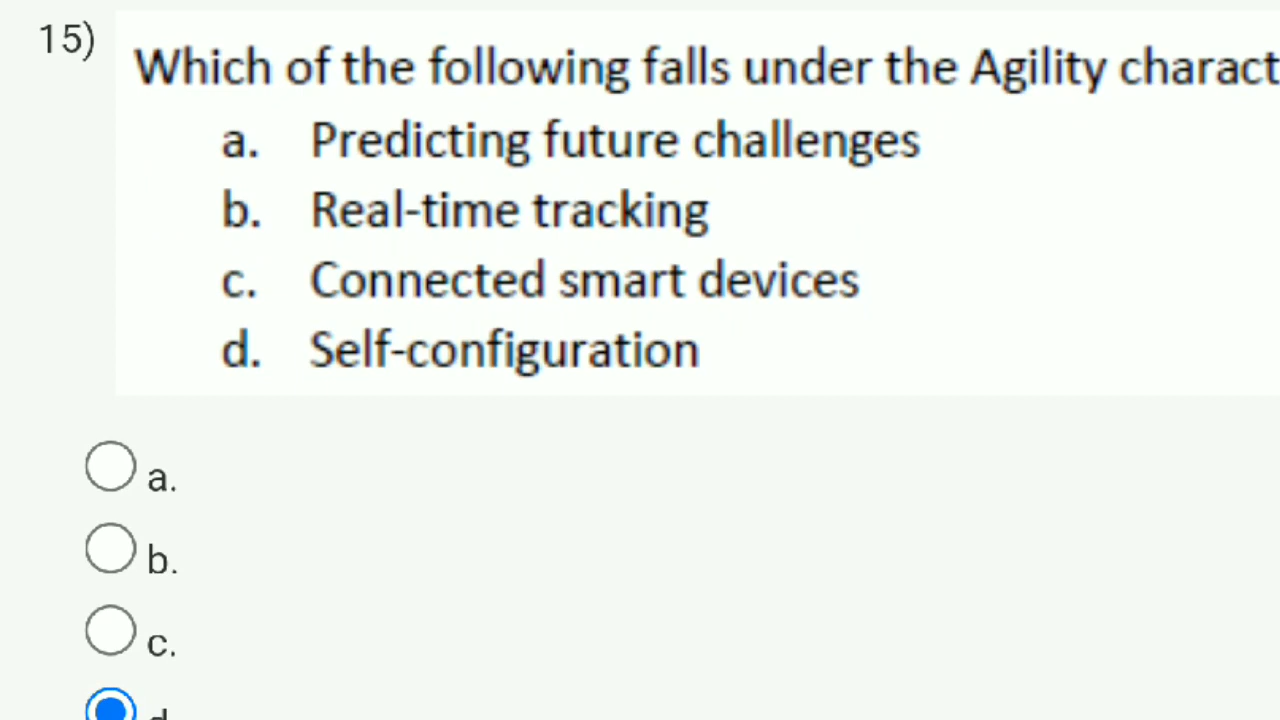 15)
Which of the following falls under the Agility charact
a. Predicting future challenges
b. Real-time tracking
c. Connected smart devices
d. Self-configuration
a.
b.
c.
d